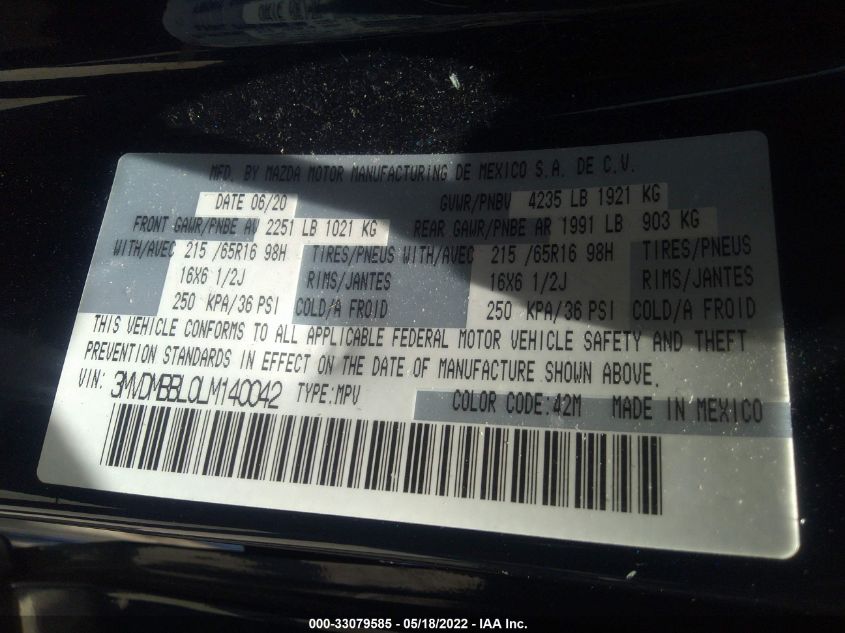 MFD. BY MAZDA MOTOR MANUFACTURING DE MEXICO S.A. DE C.V.
DATE 06/20 GVWR/PNBV 4235 LB 1921 KG
FRONT GAWR/PNBE AV 2251 LB 1021 KG REAR GAWR/PNBE AR 1991 LB 903 KG
WITH/AVEC 215 /65R16 98H TIRES/PNEUS WITH/AVEC 215 /65R16 98H TIRES/PNEUS
16X6 1/2J RIMS/JANTES 16X6 1/2J RIMS/JANTES
250 KPA/36 PSI COLD/A FROID 250 KPA/36 PSI COLD/A FROID
THIS VEHICLE CONFORMS TO ALL APPLICABLE FEDERAL MOTOR VEHICLE SAFETY AND THEFT
PREVENTION STANDARDS IN EFFECT ON THE DATE OF MANUFACTURE SHOWN ABOVE.
VIN: 3MVDMBBL0LM140042 TYPE:MPV COLOR CODE:42M MADE IN MEXICO
000-33079585 - 05/18/2022 - IAA Inc.